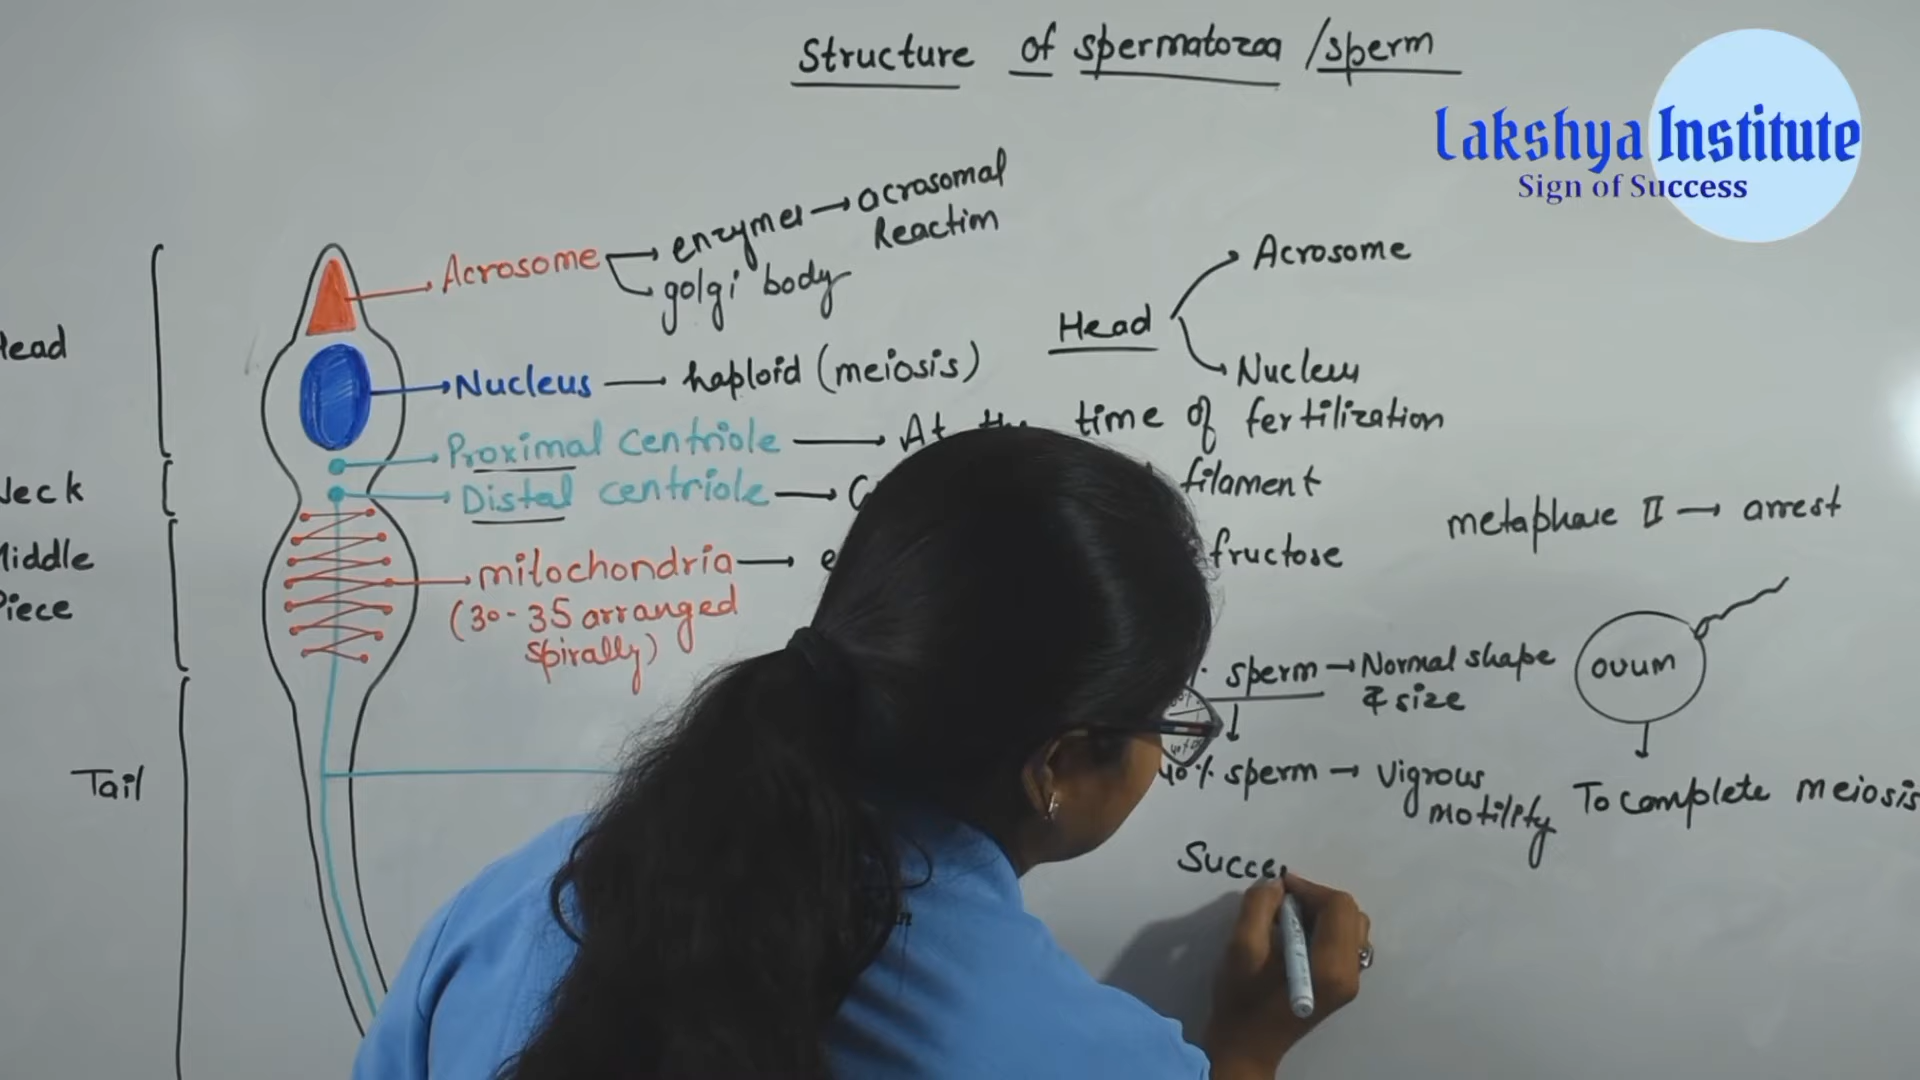 Structure of spermatozoa / sperm
Lakshya Institute
Sign of Success
Acrosome
enzymes → acrosomal
Reaction
golgi body
Head
Acrosome
Nucleus
Nucleus — haploid (meiosis)
Proximal centriole — At the time of fertilization
Distal centriole → filament
mitochondria → fructose
(30-35 arranged
spirally)
Neck
Middle
Piece
Tail
metaphase II → arrest
ovum
To complete meiosis
sperm → Normal shape
& size
40% sperm → Vigrous
motility
Succe